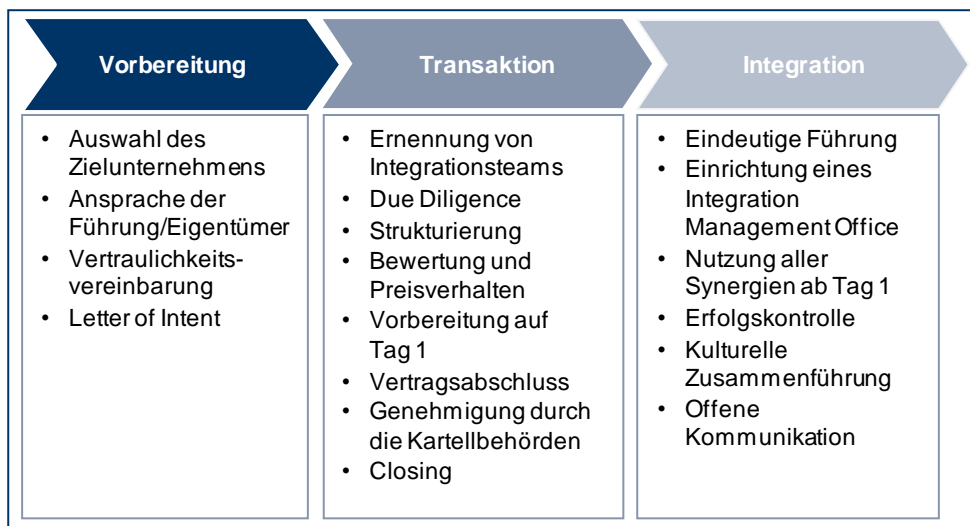 Vorbereitung
Transaktion
Integration
• Auswahl des
Zielunternehmens
• Ansprache der
Führung/Eigentümer
• Vertraulichkeits-
vereinbarung
• Letter of Intent
• Ernennung von
Integrationsteams
• Due Diligence
• Strukturierung
• Bewertung und
Preisverhalten
• Vorbereitung auf
Tag 1
• Vertragsabschluss
• Genehmigung durch
die Kartellbehörden
• Closing
• Eindeutige Führung
• Einrichtung eines
Integration
Management Office
• Nutzung aller
Synergien ab Tag 1
• Erfolgskontrolle
• Kulturelle
Zusammenführung
• Offene
Kommunikation